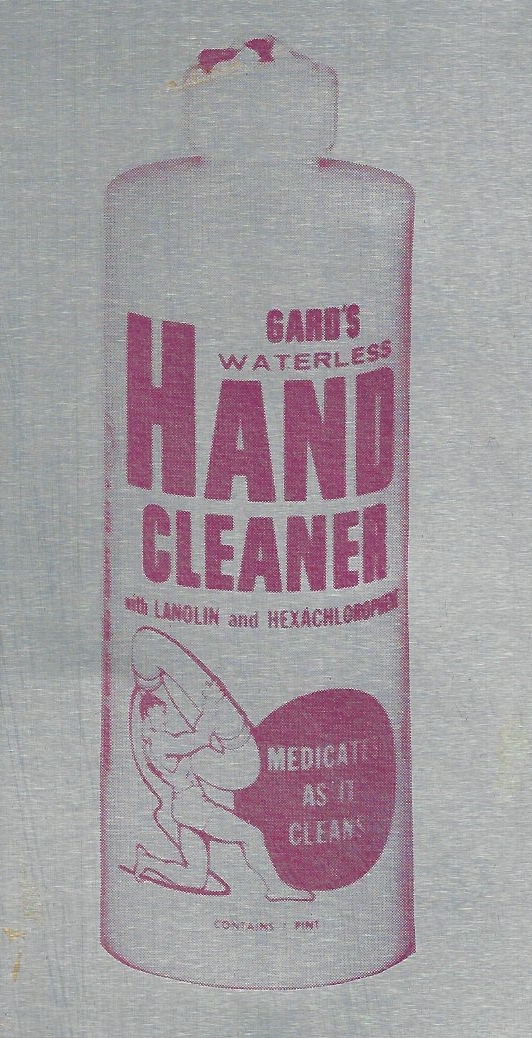 GARD'S
WATERLESS
HAND
CLEANER
with LANOLIN and HEXACHLOROPHENE
MEDICATES
AS IT
CLEANS
CONTAINS 1 PINT